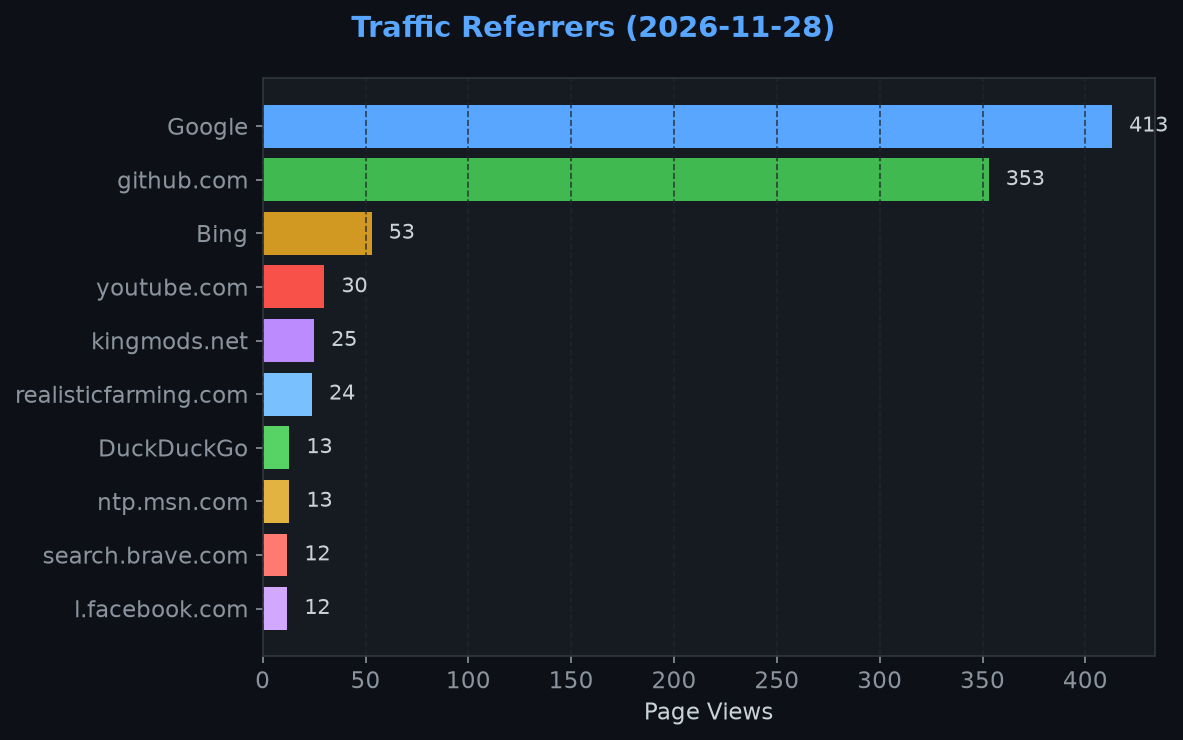 Traffic Referrers (2026-11-28)
Google 413
github.com 353
Bing 53
youtube.com 30
kingmods.net 25
realisticfarming.com 24
DuckDuckGo 13
ntp.msn.com 13
search.brave.com 12
l.facebook.com 12
0 50 100 150 200 250 300 350 400
Page Views